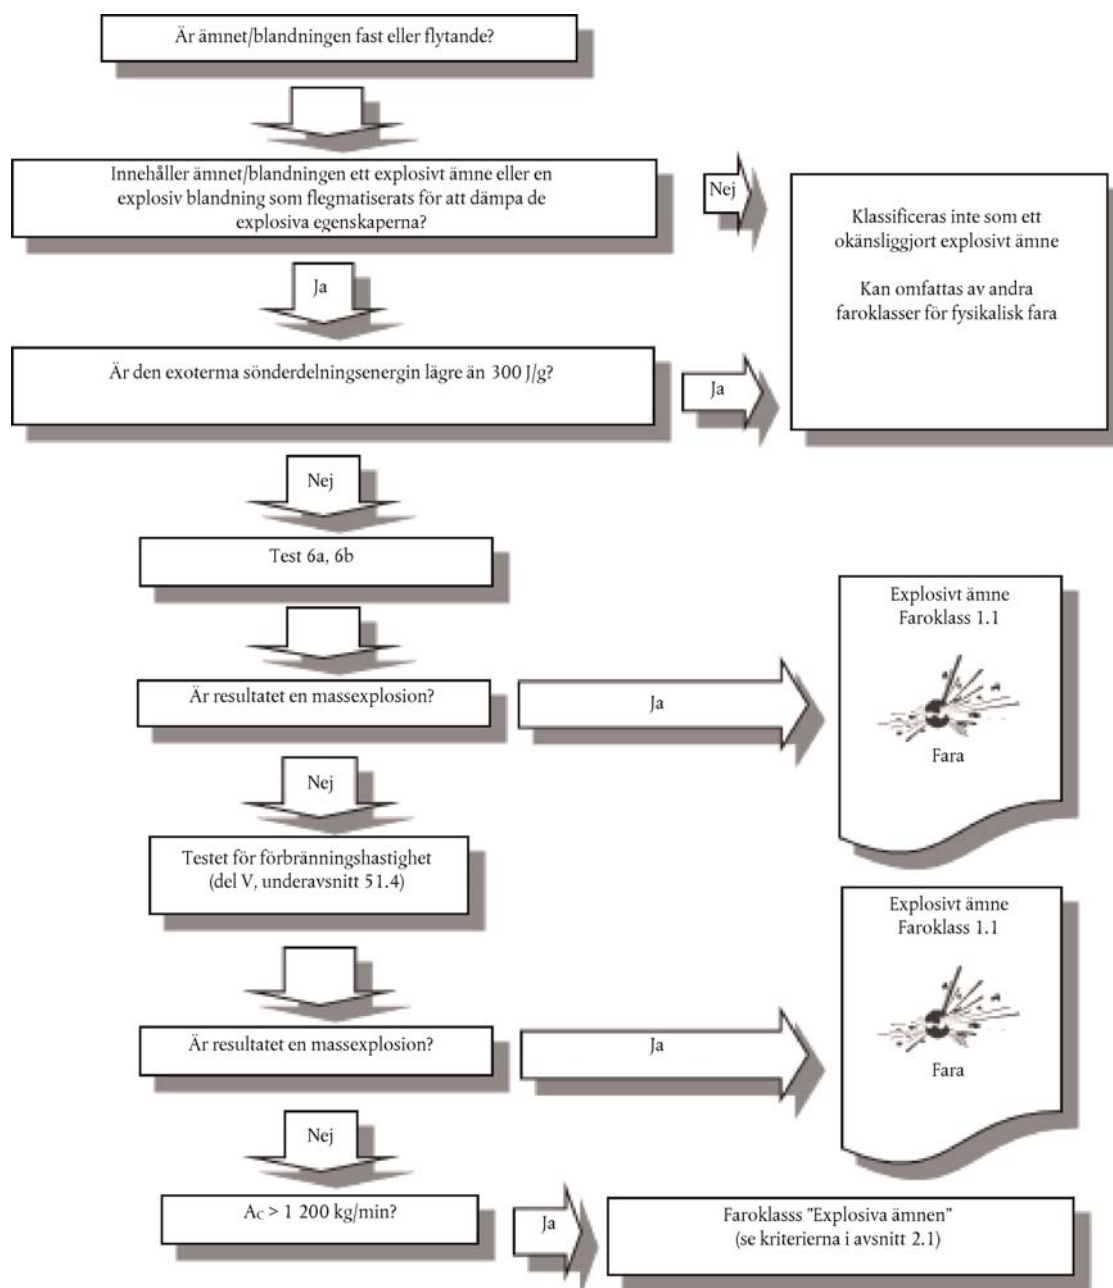 Är ämnet/blandningen fast eller flytande?
Innehåller ämnet/blandningen ett explosivt ämne eller en
explosiv blandning som flegmatiserats för att dämpa de
explosiva egenskaperna?
Nej
Klassificeras inte som ett
okänsliggjort explosivt ämne
Kan omfattas av andra
faroklasser för fysikalisk fara
Ja
Är den exoterma sönderdelningsenergin lägre än 300 J/g?
Ja
Nej
Test 6a, 6b
Explosivt ämne
Faroklass 1.1
Är resultatet en massexplosion?
Ja
Fara
Nej
Testet för förbränningshastighet
(del V, underavsnitt 51.4)
Explosivt ämne
Faroklass 1.1
Är resultatet en massexplosion?
Ja
Fara
Nej
AC > 1 200 kg/min?
Ja
Faroklasss "Explosiva ämnen"
(se kriterierna i avsnitt 2.1)